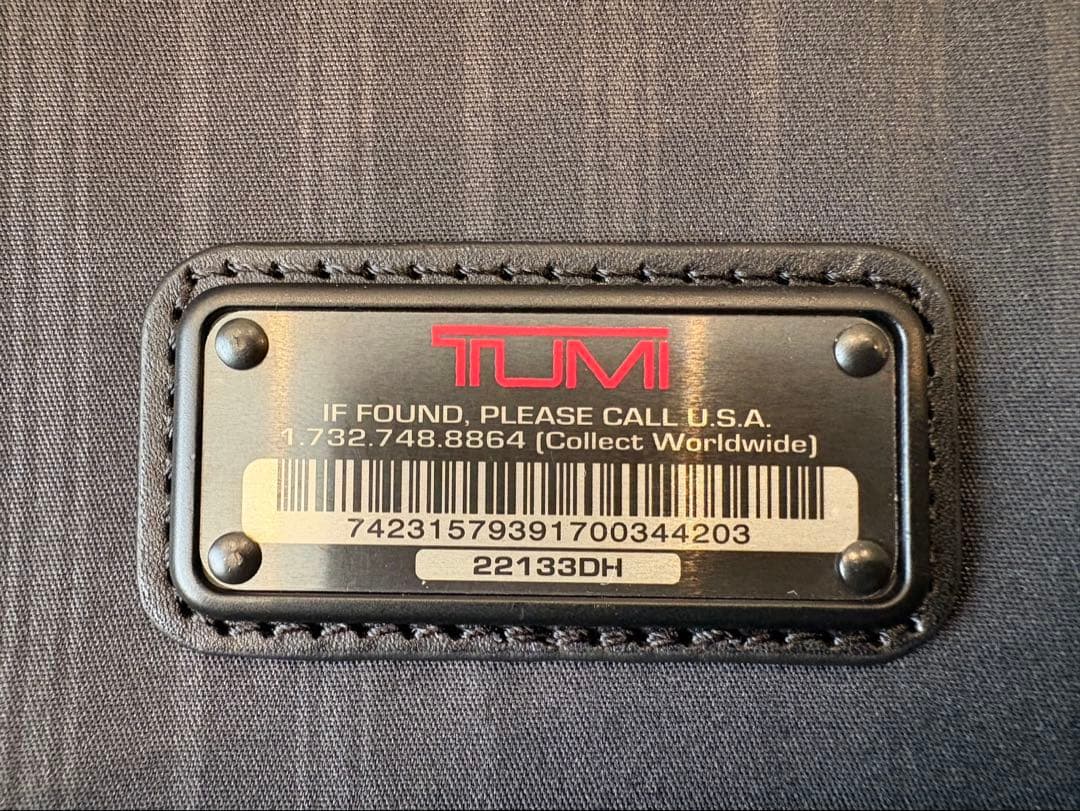 TUMI
IF FOUND, PLEASE CALL U.S.A.
1.732.748.8864 (Collect Worldwide)
74231579391700344203
22133DH